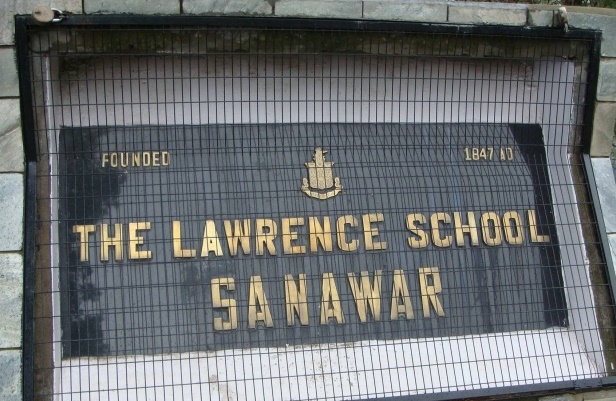 FOUNDED 1847 AD
THE LAWRENCE SCHOOL
SANAWAR